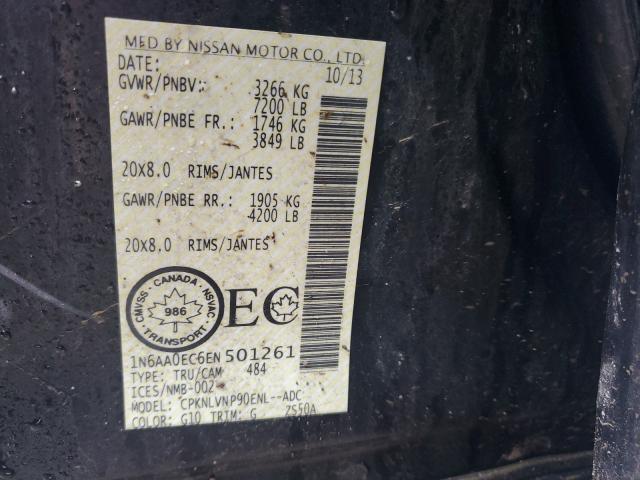 MFD BY NISSAN MOTOR CO., LTD.
DATE: 10/13
GVWR/PNBV: 3266 KG
7200 LB
GAWR/PNBE FR.: 1746 KG
3849 LB
20X8.0 RIMS/JANTES
GAWR/PNBE RR.: 1905 KG
4200 LB
20X8.0 RIMS/JANTES
CMVSS · CANADA · NSVAC
986
TRANSPORT
EC
1N6AA0EC6EN501261
TYPE: TRU/CAM 484
ICES/NMB-002
MODEL: CPKNLVNP90ENL--ADC
COLOR: G10 TRIM: G ZS50A